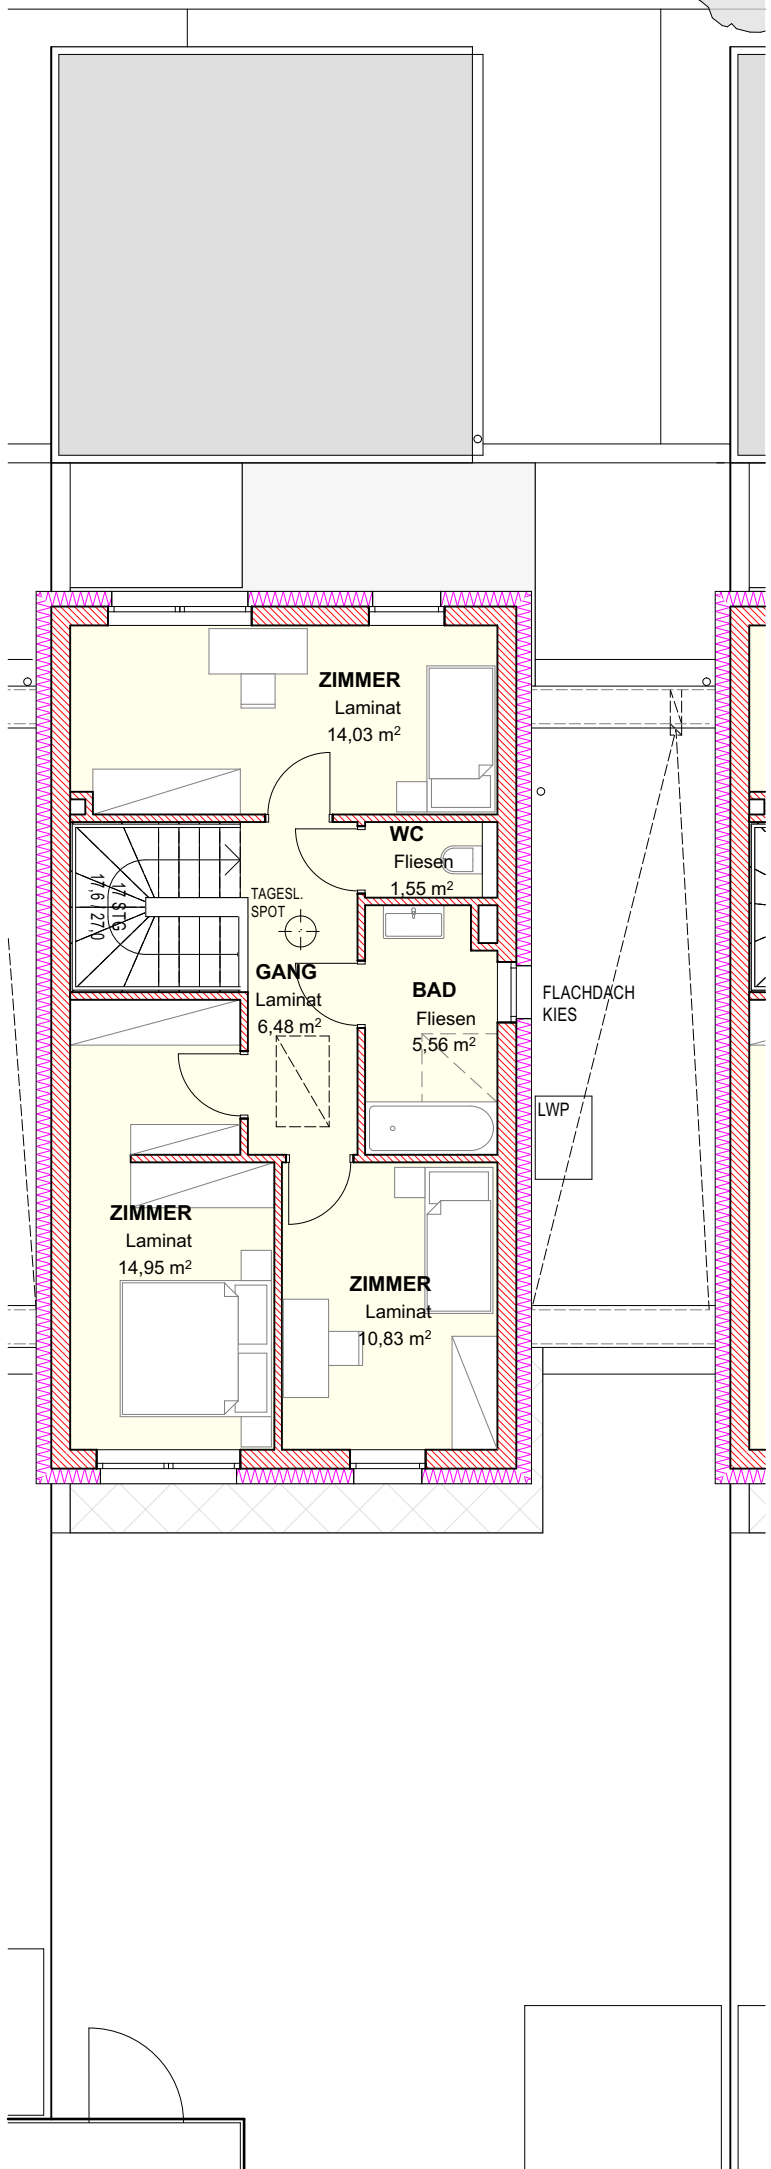 ZIMMER
Laminat
14,03 m²
WC
Fliesen
1,55 m²
17 STG
17,6 / 27,0
TAGESL.
SPOT
GANG
Laminat
6,48 m²
BAD
Fliesen
5,56 m²
FLACHDACH
KIES
LWP
ZIMMER
Laminat
14,95 m²
ZIMMER
Laminat
10,83 m²